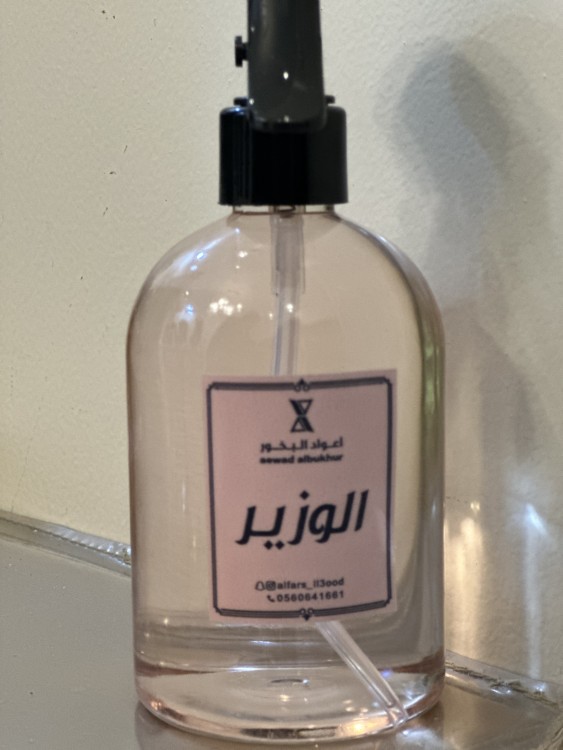 أعواد البخور
aewad albukhur
الوزير
alfars_ll3ood
0560641661